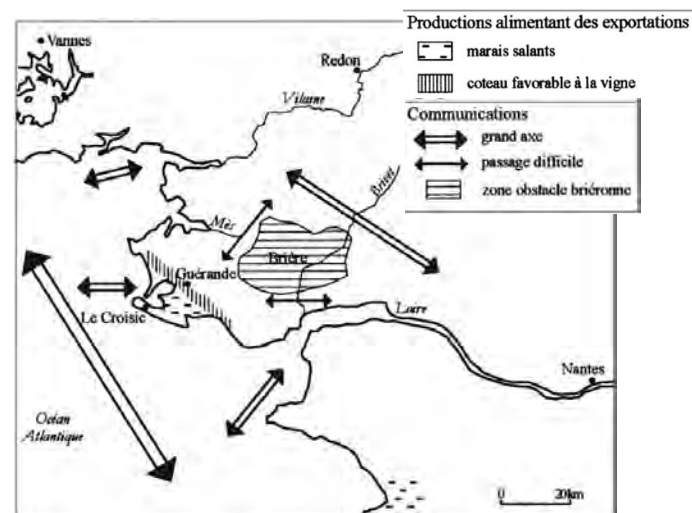 Productions alimentant des exportations
marais salants
coteau favorable à la vigne
Communications
grand axe
passage difficile
zone obstacle briéronne
Vannes
Redon
Vilaine
Brivet
Mès
Brière
Guérande
Le Croisic
Loire
Nantes
Océan
Atlantique
0 20km